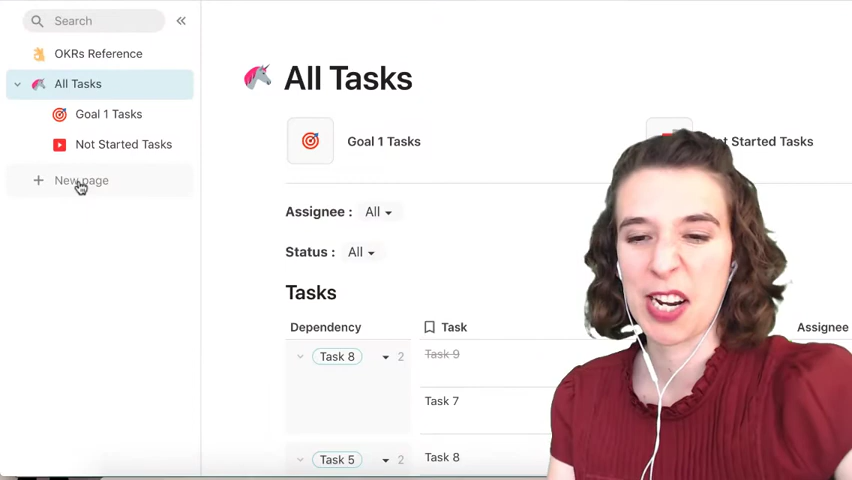 Search
OKRs Reference
All Tasks
Goal 1 Tasks
Not Started Tasks
New page
All Tasks
Goal 1 Tasks
Started Tasks
Assignee : All
Status : All
Tasks
Dependency Task Assignee
Task 8 2 Task 9
Task 7
Task 5 2 Task 8